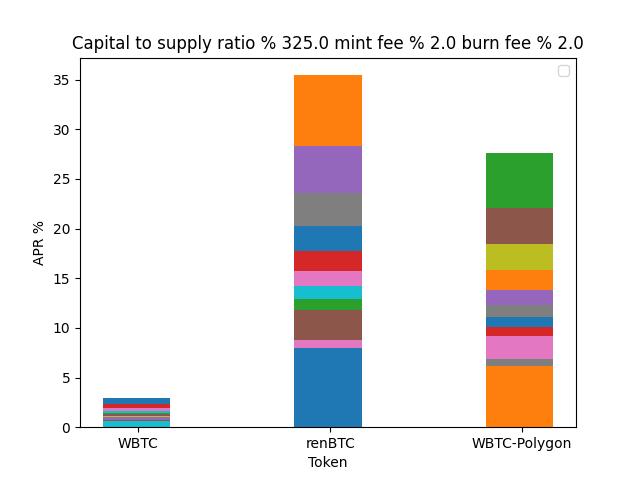 Capital to supply ratio % 325.0 mint fee % 2.0 burn fee % 2.0
APR %
35
30
25
20
15
10
5
0
WBTC
renBTC
WBTC-Polygon
Token